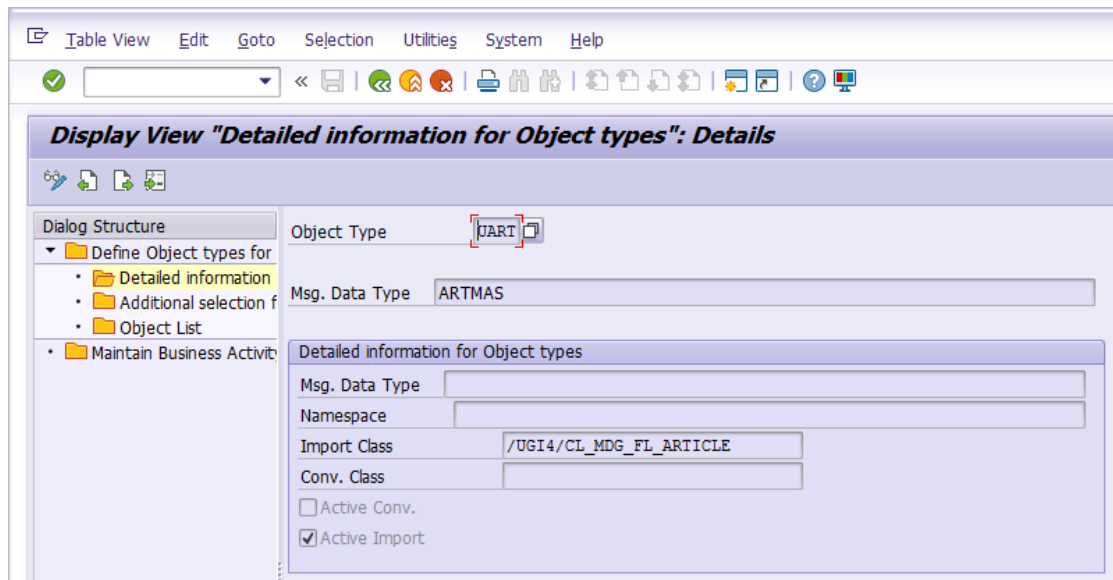 Table View Edit Goto Selection Utilities System Help
Display View "Detailed information for Object types": Details
Dialog Structure
Define Object types for
Detailed information
Additional selection f
Object List
Maintain Business Activity
Object Type UART
Msg. Data Type ARTMAS
Detailed information for Object types
Msg. Data Type
Namespace
Import Class /UGI4/CL_MDG_FL_ARTICLE
Conv. Class
Active Conv.
Active Import